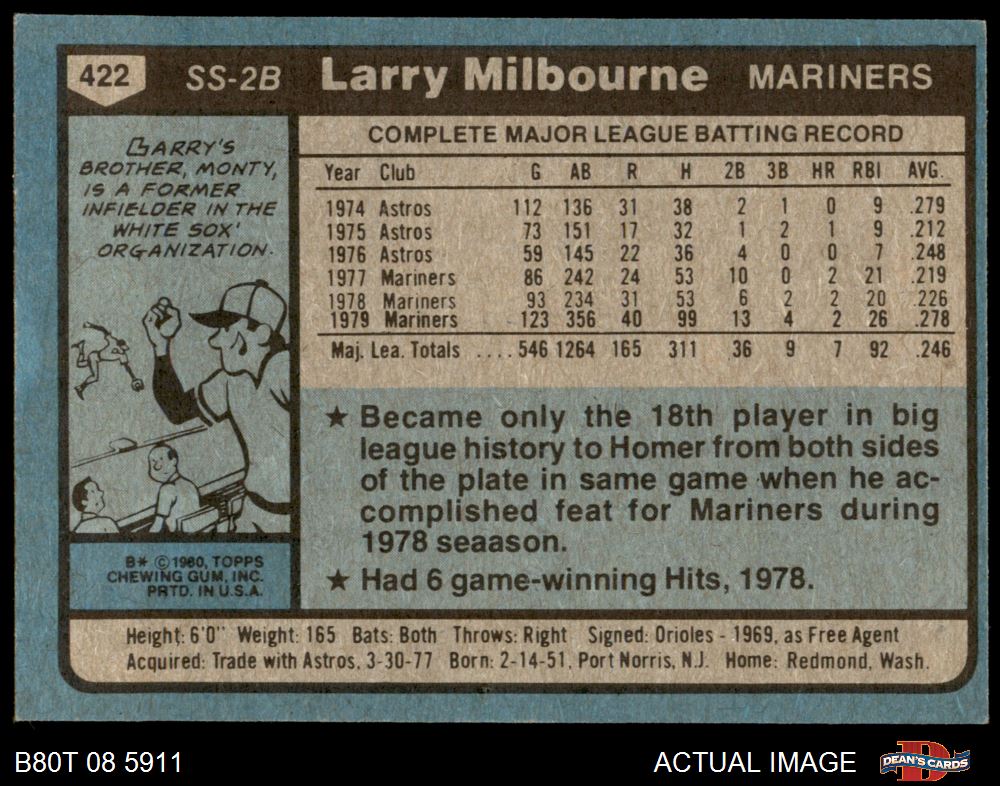 422 SS-2B Larry Milbourne MARINERS
LARRY'S
BROTHER, MONTY,
IS A FORMER
INFIELDER IN THE
WHITE SOX'
ORGANIZATION.
B* © 1980, TOPPS
CHEWING GUM, INC.
PRTD. IN U.S.A.
COMPLETE MAJOR LEAGUE BATTING RECORD
Year Club G AB R H 2B 3B HR RBI AVG.
1974 Astros 112 136 31 38 2 1 0 9 .279
1975 Astros 73 151 17 32 1 2 1 9 .212
1976 Astros 59 145 22 36 4 0 0 7 .248
1977 Mariners 86 242 24 53 10 0 2 21 .219
1978 Mariners 93 234 31 53 6 2 2 20 .226
1979 Mariners 123 356 40 99 13 4 2 26 .278
Maj. Lea. Totals .... 546 1264 165 311 36 9 7 92 .246
★ Became only the 18th player in big
league history to Homer from both sides
of the plate in same game when he ac-
complished feat for Mariners during
1978 seaason.
★ Had 6 game-winning Hits, 1978.
Height: 6'0" Weight: 165 Bats: Both Throws: Right Signed: Orioles - 1969, as Free Agent
Acquired: Trade with Astros, 3-30-77 Born: 2-14-51, Port Norris, N.J. Home: Redmond, Wash.
B80T 08 5911 ACTUAL IMAGE DEAN'S CARDS